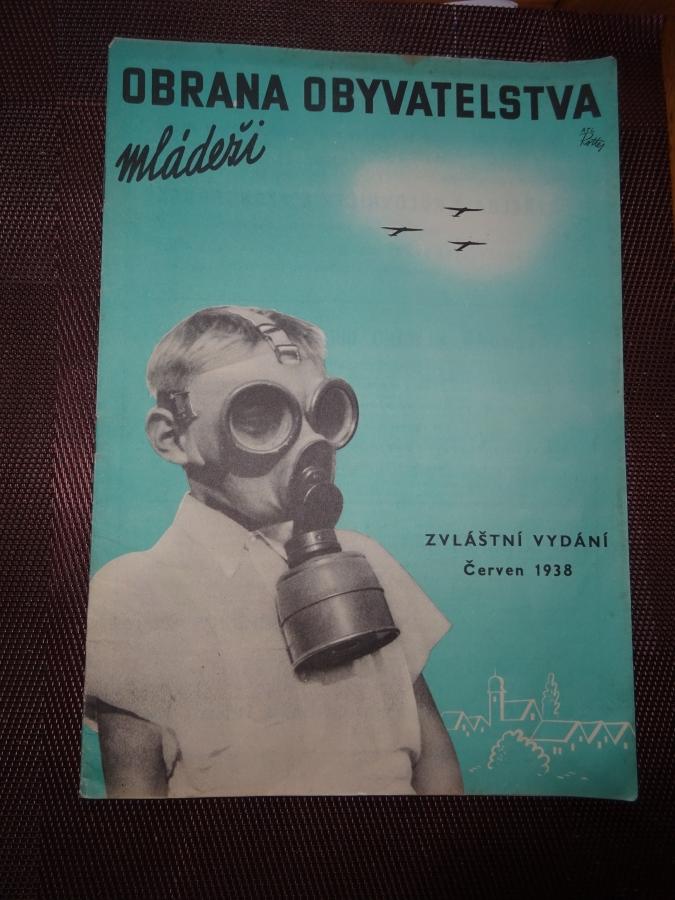 OBRANA OBYVATELSTVA
mládeži
ZVLÁŠTNÍ VYDÁNÍ
Červen 1938